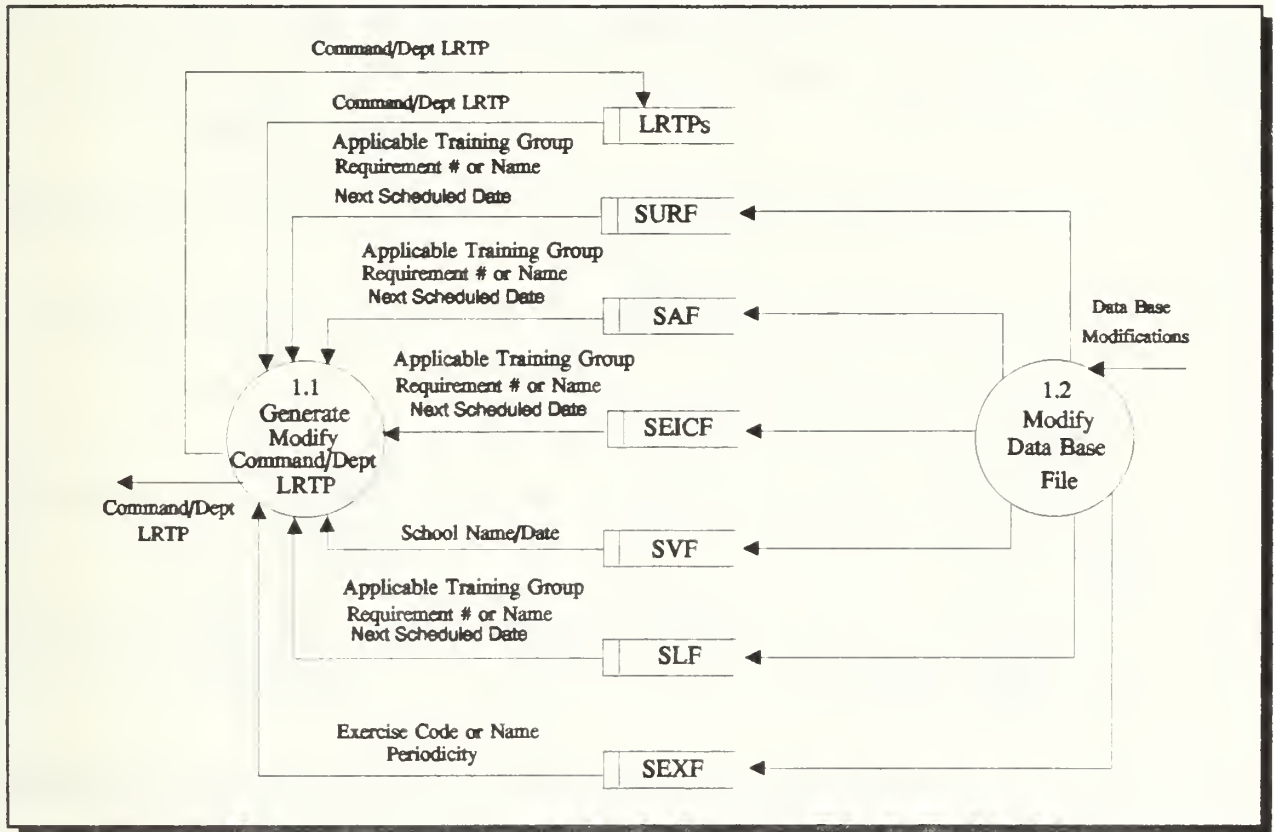 Command/Dept LRTP
Command/Dept LRTP
LRTPs
Applicable Training Group
Requirement # or Name
Next Scheduled Date
SURF
Applicable Training Group
Requirement # or Name
Next Scheduled Date
SAF
Data Base
Modifications
Applicable Training Group
Requirement # or Name
Next Scheduled Date
SEICF
1.1
Generate
Modify
Command/Dept
LRTP
1.2
Modify
Data Base
File
Command/Dept
LRTP
School Name/Date
SVF
Applicable Training Group
Requirement # or Name
Next Scheduled Date
SLF
Exercise Code or Name
Periodicity
SEXF